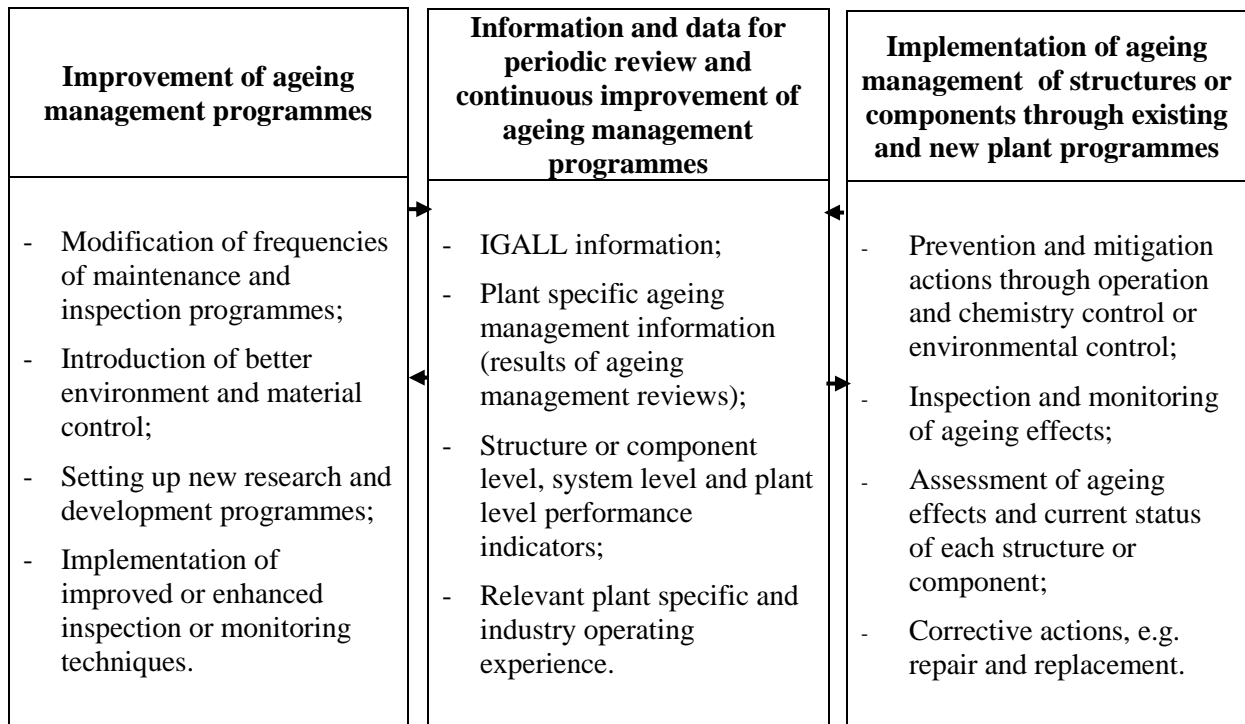 Improvement of ageing
management programmes
- Modification of frequencies
of maintenance and
inspection programmes;
- Introduction of better
environment and material
control;
- Setting up new research and
development programmes;
- Implementation of
improved or enhanced
inspection or monitoring
techniques.
Information and data for
periodic review and
continuous improvement of
ageing management
programmes
- IGALL information;
- Plant specific ageing
management information
(results of ageing
management reviews);
- Structure or component
level, system level and plant
level performance
indicators;
- Relevant plant specific and
industry operating
experience.
Implementation of ageing
management of structures or
components through existing
and new plant programmes
- Prevention and mitigation
actions through operation
and chemistry control or
environmental control;
- Inspection and monitoring
of ageing effects;
- Assessment of ageing
effects and current status
of each structure or
component;
- Corrective actions, e.g.
repair and replacement.